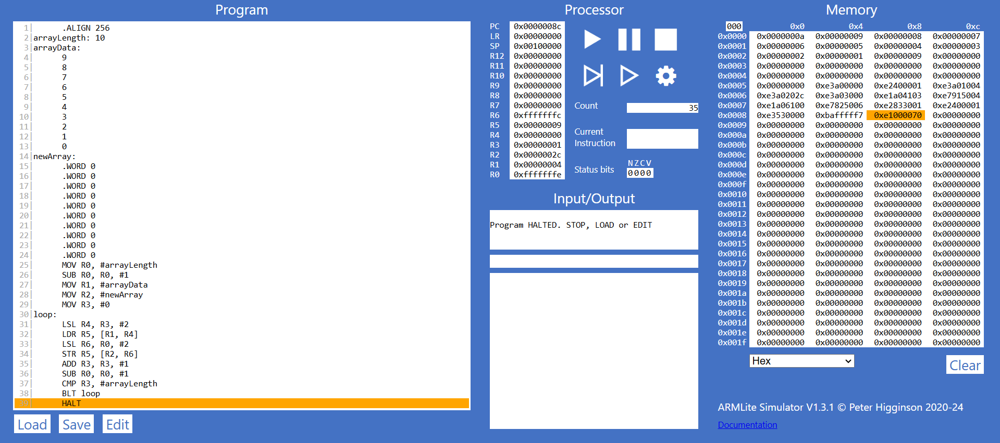 Program
1| .ALIGN 256
2|arrayLength: 10
3|arrayData:
4| 9
5| 8
6| 7
7| 6
8| 5
9| 4
10| 3
11| 2
12| 1
13| 0
14|newArray:
15| .WORD 0
16| .WORD 0
17| .WORD 0
18| .WORD 0
19| .WORD 0
20| .WORD 0
21| .WORD 0
22| .WORD 0
23| .WORD 0
24| .WORD 0
25| MOV R0, #arrayLength
26| SUB R0, R0, #1
27| MOV R1, #arrayData
28| MOV R2, #newArray
29| MOV R3, #0
30|loop:
31| LSL R4, R3, #2
32| LDR R5, [R1, R4]
33| LSL R6, R0, #2
34| STR R5, [R2, R6]
35| ADD R3, R3, #1
36| SUB R0, R0, #1
37| CMP R3, #arrayLength
38| BLT loop
39| HALT
Load Save Edit
Processor
PC 0x0000008c
LR 0x00000000
SP 0x00100000
R12 0x00000000
R11 0x00000000
R10 0x00000000
R9 0x00000000
R8 0x00000000
R7 0x00000000
R6 0xfffffffc
R5 0x00000009
R4 0x00000000
R3 0x00000001
R2 0x0000002c
R1 0x00000004
R0 0xfffffffe
Count 35
Current
Instruction
NZCV
Status bits 0000
Input/Output
Program HALTED. STOP, LOAD or EDIT
Memory
000 0x0 0x4 0x8 0xc
0x0000 0x0000000a 0x00000009 0x00000008 0x00000007
0x0001 0x00000006 0x00000005 0x00000004 0x00000003
0x0002 0x00000002 0x00000001 0x00000009 0x00000000
0x0003 0x00000000 0x00000000 0x00000000 0x00000000
0x0004 0x00000000 0x00000000 0x00000000 0x00000000
0x0005 0x00000000 0xe3a00000 0xe2400001 0xe3a01004
0x0006 0xe3a0202c 0xe3a03000 0xe1a04103 0xe7915004
0x0007 0xe1a06100 0xe7825006 0xe2833001 0xe2400001
0x0008 0xe3530000 0xbafffff7 0xe1000070 0x00000000
0x0009 0x00000000 0x00000000 0x00000000 0x00000000
0x000a 0x00000000 0x00000000 0x00000000 0x00000000
0x000b 0x00000000 0x00000000 0x00000000 0x00000000
0x000c 0x00000000 0x00000000 0x00000000 0x00000000
0x000d 0x00000000 0x00000000 0x00000000 0x00000000
0x000e 0x00000000 0x00000000 0x00000000 0x00000000
0x000f 0x00000000 0x00000000 0x00000000 0x00000000
0x0010 0x00000000 0x00000000 0x00000000 0x00000000
0x0011 0x00000000 0x00000000 0x00000000 0x00000000
0x0012 0x00000000 0x00000000 0x00000000 0x00000000
0x0013 0x00000000 0x00000000 0x00000000 0x00000000
0x0014 0x00000000 0x00000000 0x00000000 0x00000000
0x0015 0x00000000 0x00000000 0x00000000 0x00000000
0x0016 0x00000000 0x00000000 0x00000000 0x00000000
0x0017 0x00000000 0x00000000 0x00000000 0x00000000
0x0018 0x00000000 0x00000000 0x00000000 0x00000000
0x0019 0x00000000 0x00000000 0x00000000 0x00000000
0x001a 0x00000000 0x00000000 0x00000000 0x00000000
0x001b 0x00000000 0x00000000 0x00000000 0x00000000
0x001c 0x00000000 0x00000000 0x00000000 0x00000000
0x001d 0x00000000 0x00000000 0x00000000 0x00000000
0x001e 0x00000000 0x00000000 0x00000000 0x00000000
0x001f 0x00000000 0x00000000 0x00000000 0x00000000
Hex Clear
ARMLite Simulator V1.3.1 © Peter Higginson 2020-24
Documentation